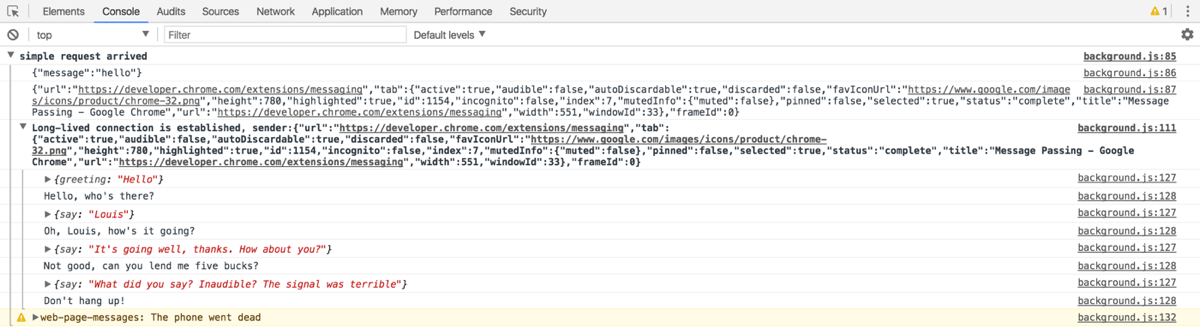 Elements Console Audits Sources Network Application Memory Performance Security 1
top Filter Default levels
simple request arrived background.js:85
{"message":"hello"} background.js:86
{"url":"https://developer.chrome.com/extensions/messaging","tab":{"active":true,"audible":false,"autoDiscardable":true,"discarded":false,"favIconUrl":"https://www.google.com/image background.js:87
s/icons/product/chrome-32.png","height":780,"highlighted":true,"id":1154,"incognito":false,"index":7,"mutedInfo":{"muted":false},"pinned":false,"selected":true,"status":"complete","title":"Message
Passing - Google Chrome","url":"https://developer.chrome.com/extensions/messaging","width":551,"windowId":33},"frameId":0}
Long-lived connection is established, sender:{"url":"https://developer.chrome.com/extensions/messaging","tab": background.js:111
{"active":true,"audible":false,"autoDiscardable":true,"discarded":false,"favIconUrl":"https://www.google.com/images/icons/product/chrome-
32.png","height":780,"highlighted":true,"id":1154,"incognito":false,"index":7,"mutedInfo":{"muted":false},"pinned":false,"selected":true,"status":"complete","title":"Message Passing - Google
Chrome","url":"https://developer.chrome.com/extensions/messaging","width":551,"windowId":33},"frameId":0}
{greeting: "Hello"} background.js:127
Hello, who's there? background.js:128
{say: "Louis"} background.js:127
Oh, Louis, how's it going? background.js:128
{say: "It's going well, thanks. How about you?"} background.js:127
Not good, can you lend me five bucks? background.js:128
{say: "What did you say? Inaudible? The signal was terrible"} background.js:127
Don't hang up! background.js:128
web-page-messages: The phone went dead background.js:132